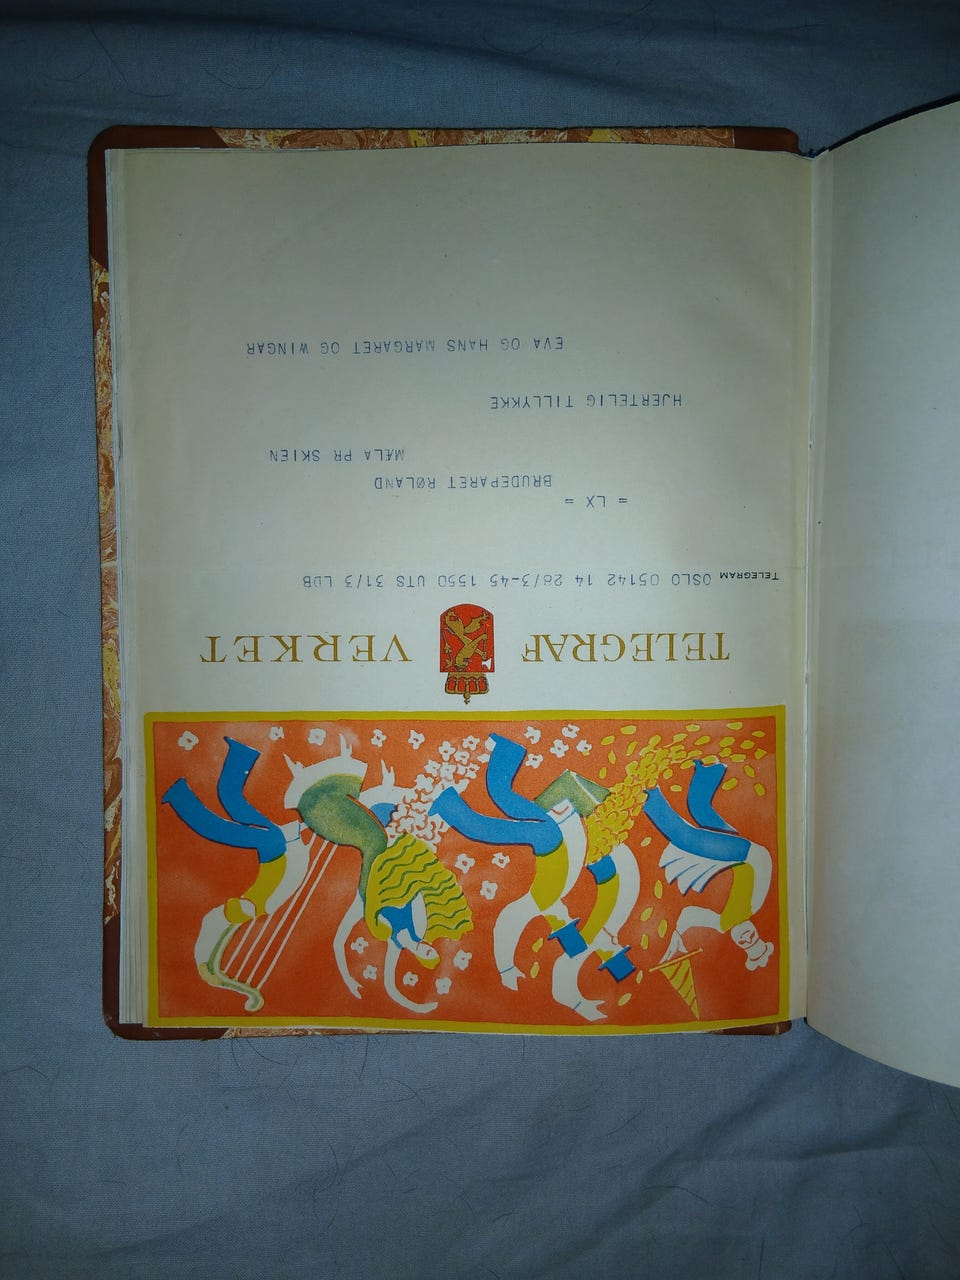 TELEGRAF VERKET
TELEGRAM OSLO 05142 14 28/3-45 1550 UTS 31/3 LDB
= LX =
BRUDEPARET RØLAND
MÆLA PR SKIEN
HJERTELIG TILLYKKE
EVA OG HANS MARGARET OG WINGAR